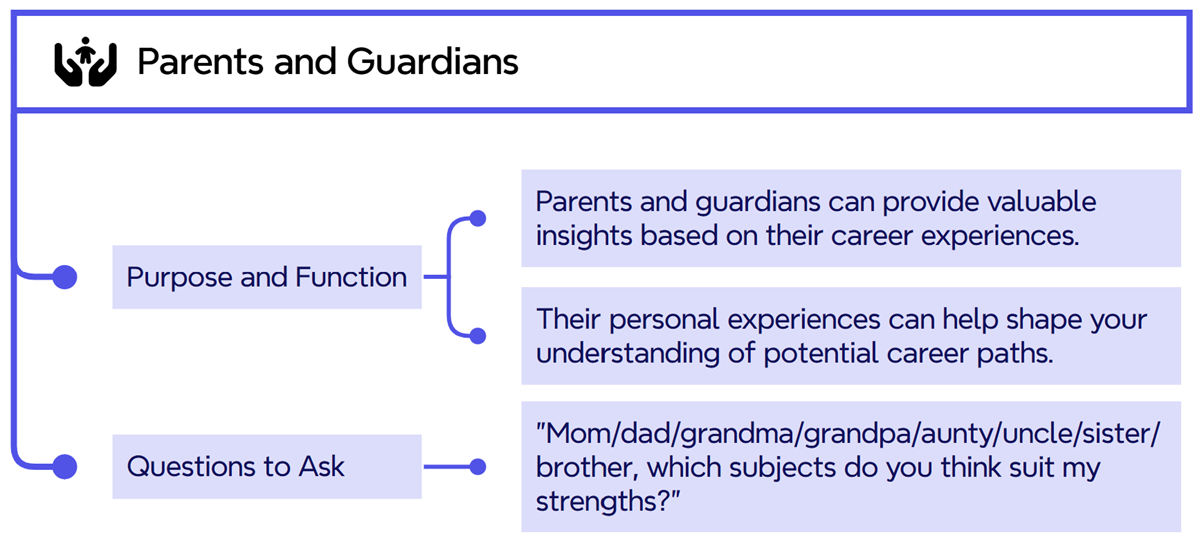 Parents and Guardians
Purpose and Function
Parents and guardians can provide valuable
insights based on their career experiences.
Their personal experiences can help shape your
understanding of potential career paths.
Questions to Ask
"Mom/dad/grandma/grandpa/aunty/uncle/sister/
brother, which subjects do you think suit my
strengths?"